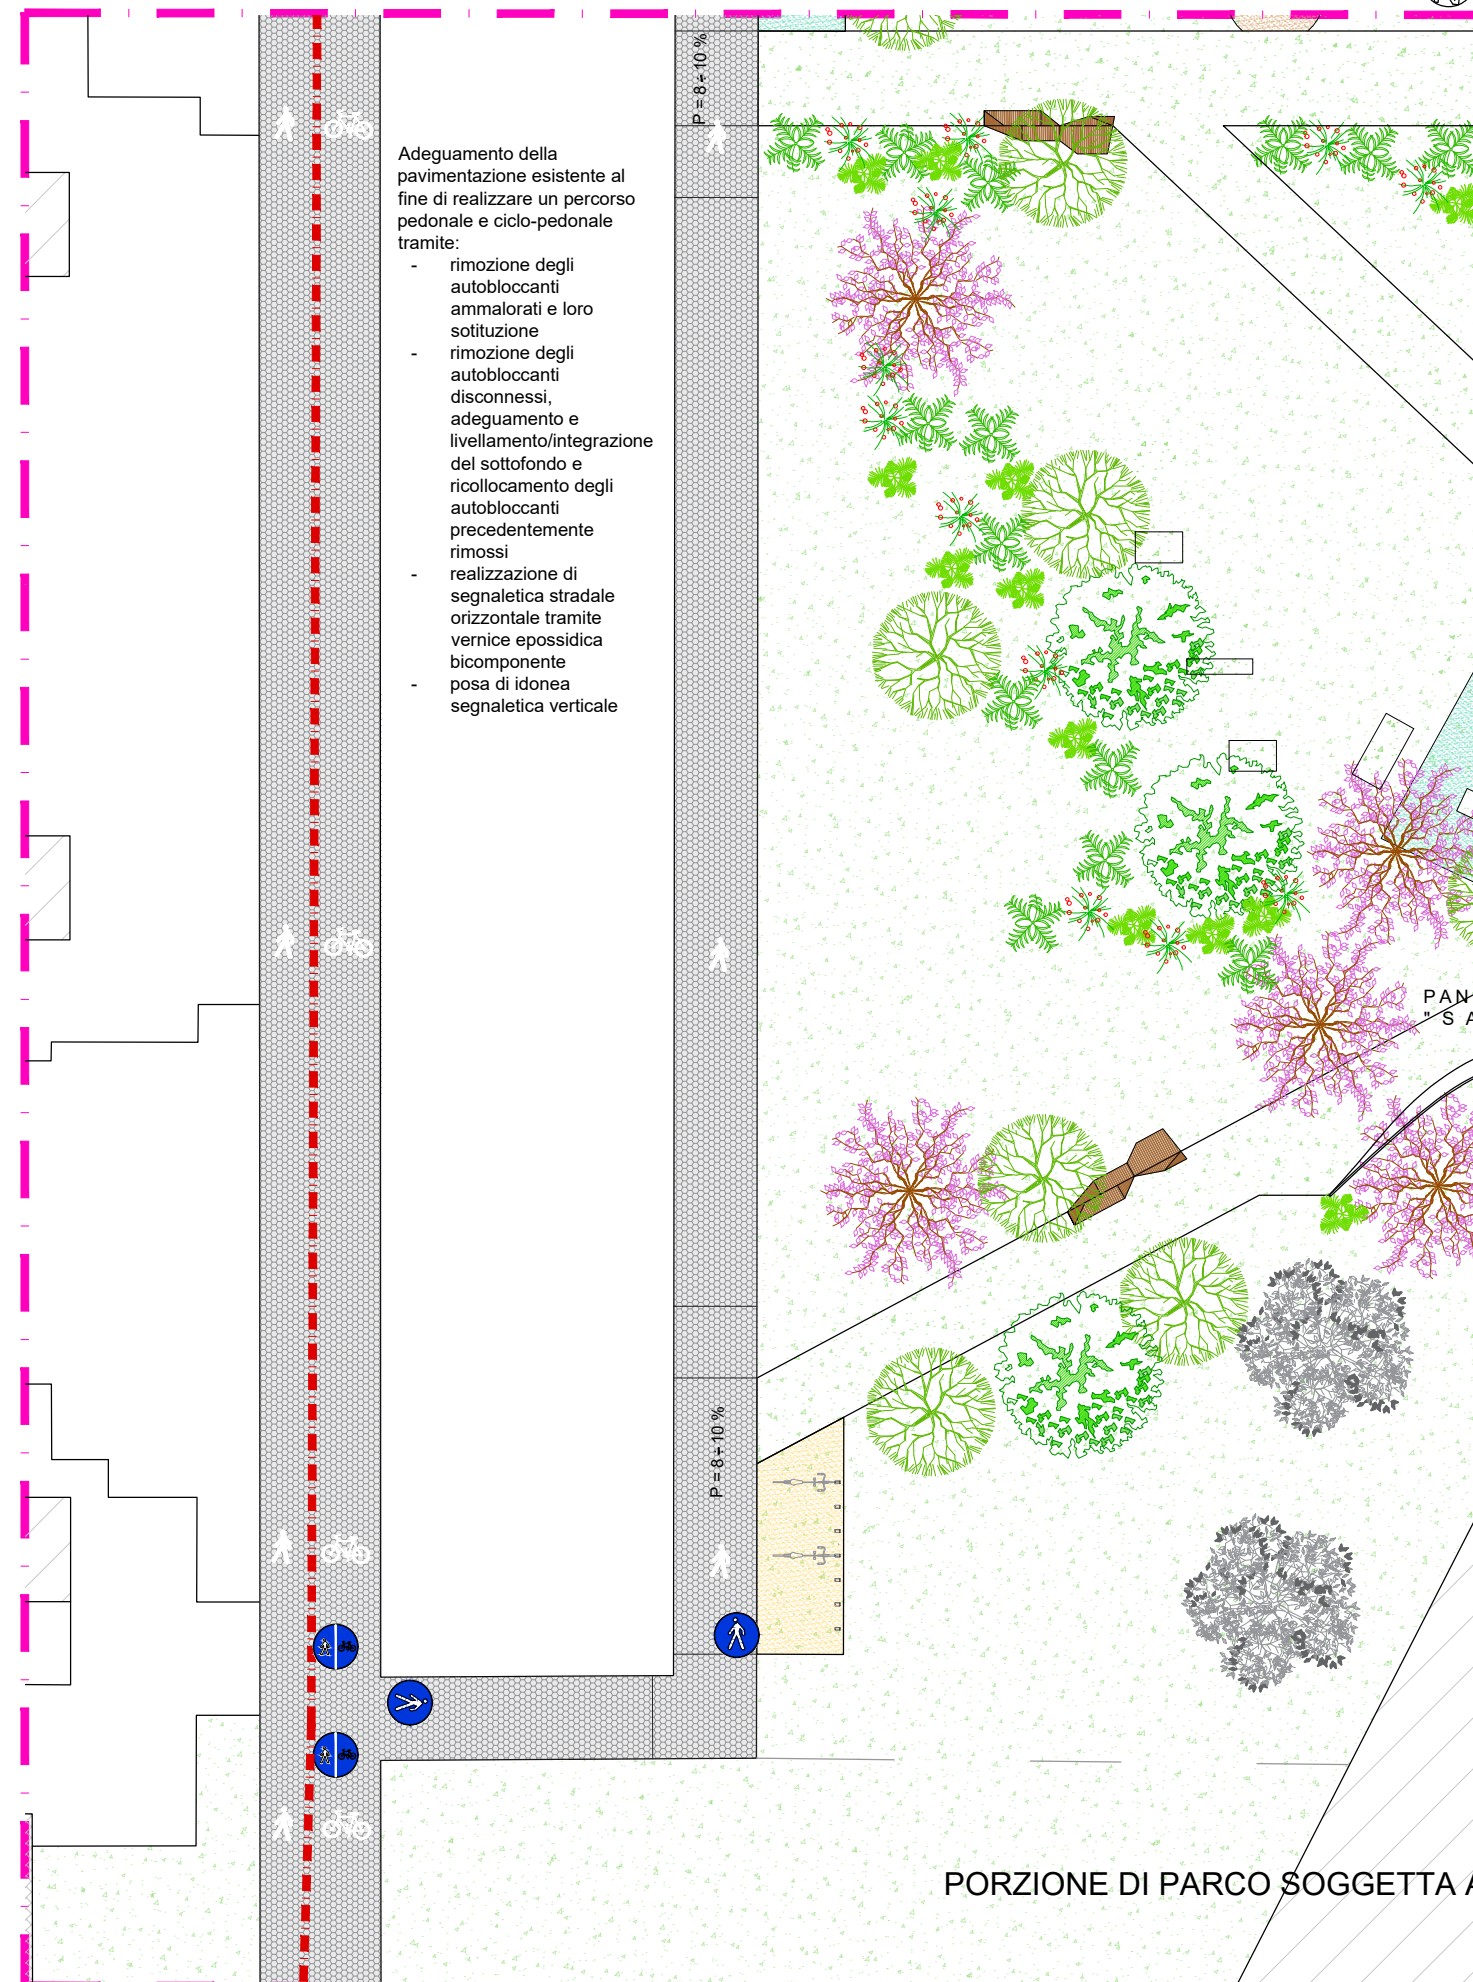 P = 8 ÷ 10 %
Adeguamento della
pavimentazione esistente al
fine di realizzare un percorso
pedonale e ciclo-pedonale
tramite:
- rimozione degli
autobloccanti
ammalorati e loro
sotituzione
- rimozione degli
autobloccanti
disconnessi,
adeguamento e
livellamento/integrazione
del sottofondo e
ricollocamento degli
autobloccanti
precedentemente
rimossi
- realizzazione di
segnaletica stradale
orizzontale tramite
vernice epossidica
bicomponente
- posa di idonea
segnaletica verticale
PAN
"SA
P = 8 ÷ 10 %
PORZIONE DI PARCO SOGGETTA A